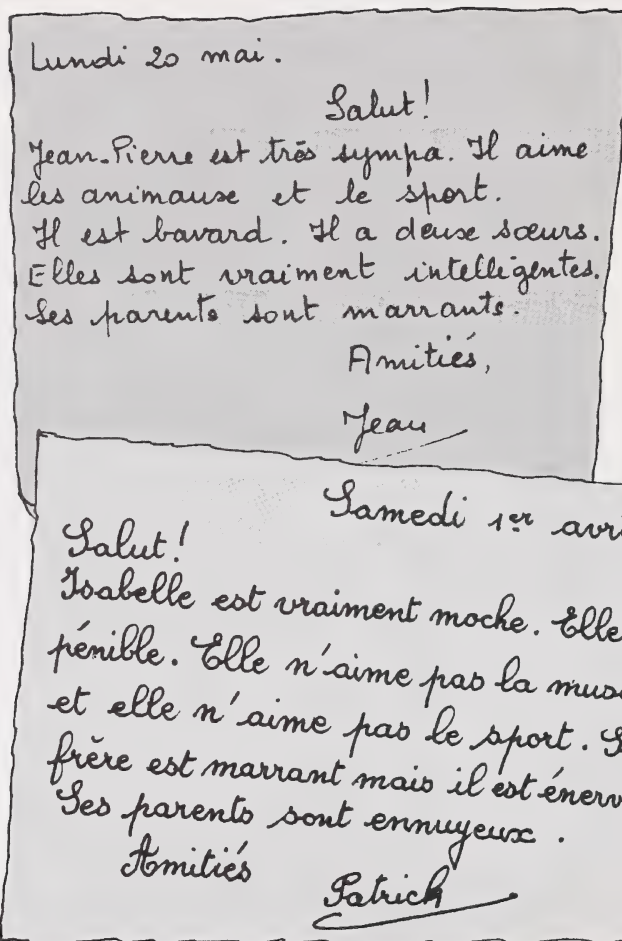 Lundi 20 mai.
Salut!
Jean-Pierre est très sympa. Il aime
les animaux et le sport.
Il est bavard. Il a deux sœurs.
Elles sont vraiment intelligentes.
Ses parents sont marrants.
Amitiés,
Jean
Samedi 1er avri
Salut!
Isabelle est vraiment moche. Elle
pénible. Elle n'aime pas la mus
et elle n'aime pas le sport. S
frère est marrant mais il est énerv
Ses parents sont ennuyeux.
Amitiés
Patrick